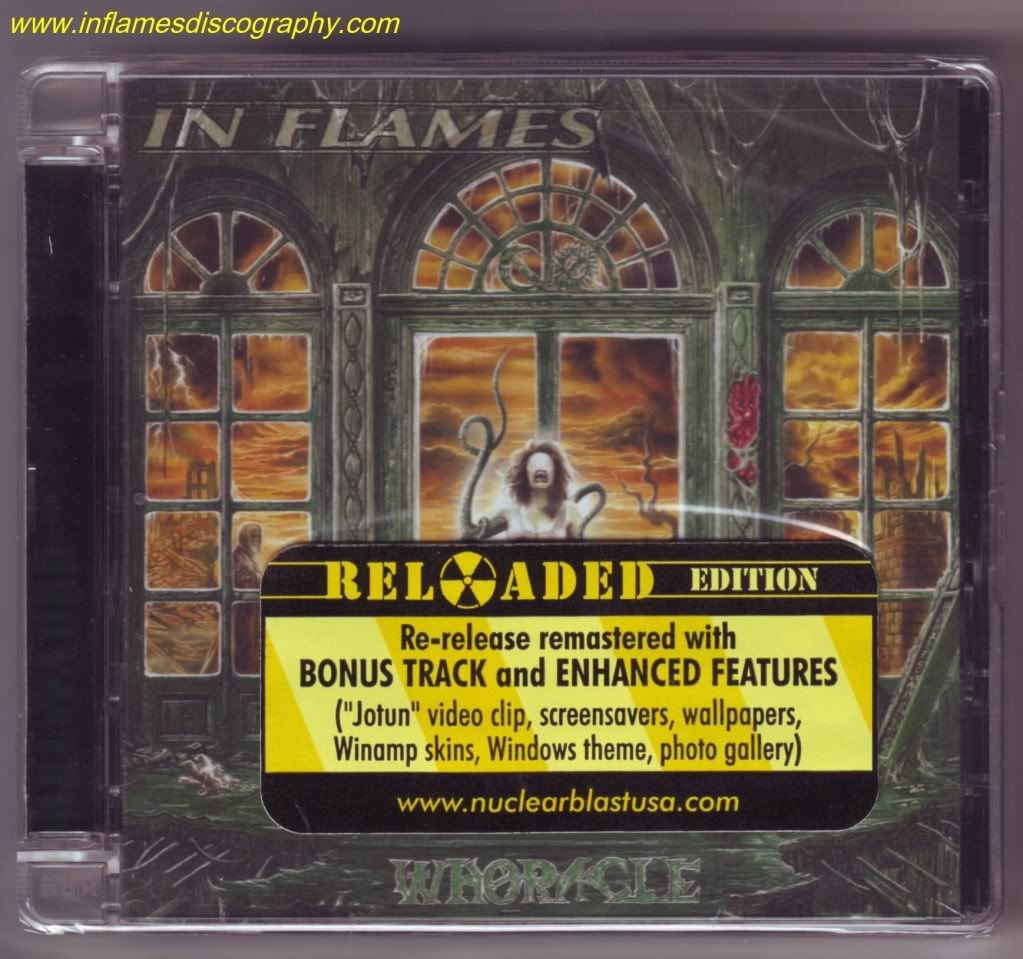 www.inflamesdiscography.com
IN FLAMES
RELOADED EDITION
Re-release remastered with
BONUS TRACK and ENHANCED FEATURES
("Jotun" video clip, screensavers, wallpapers,
Winamp skins, Windows theme, photo gallery)
www.nuclearblastusa.com
WHORACLE